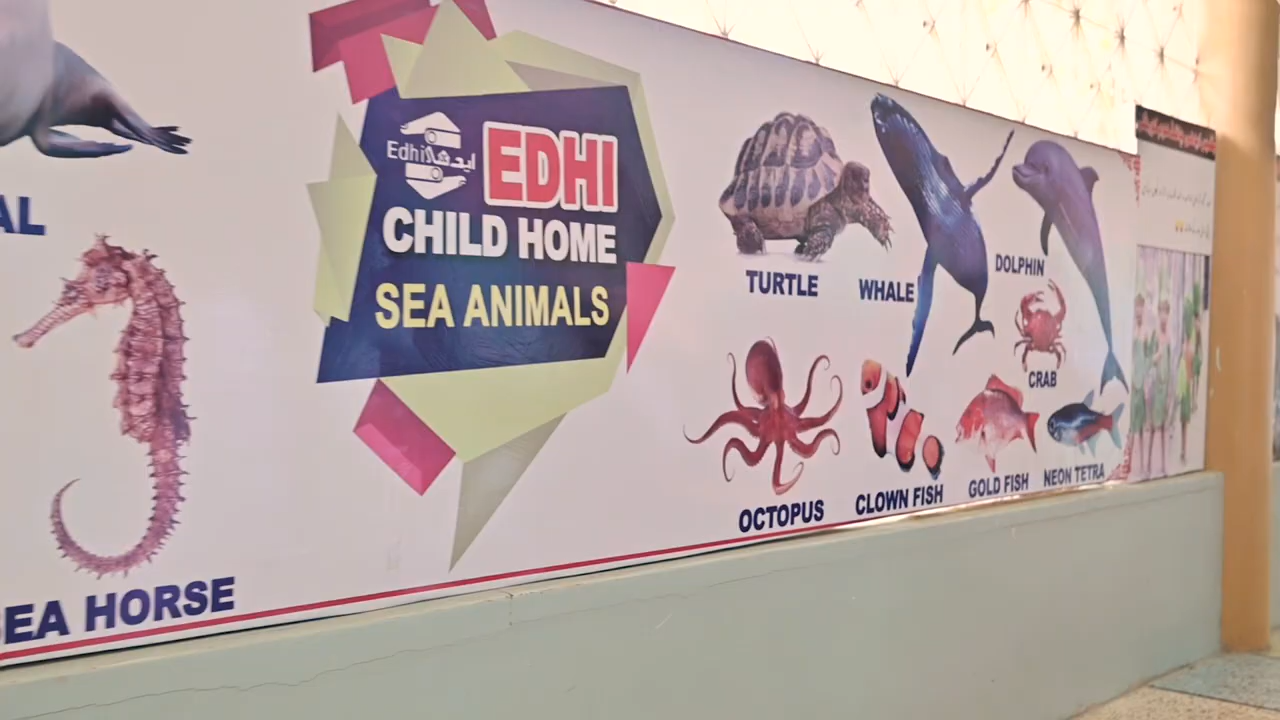 AL
SEA HORSE
Edhi ایدھی
EDHI
CHILD HOME
SEA ANIMALS
TURTLE
WHALE
DOLPHIN
CRAB
OCTOPUS
CLOWN FISH
GOLD FISH
NEON TETRA